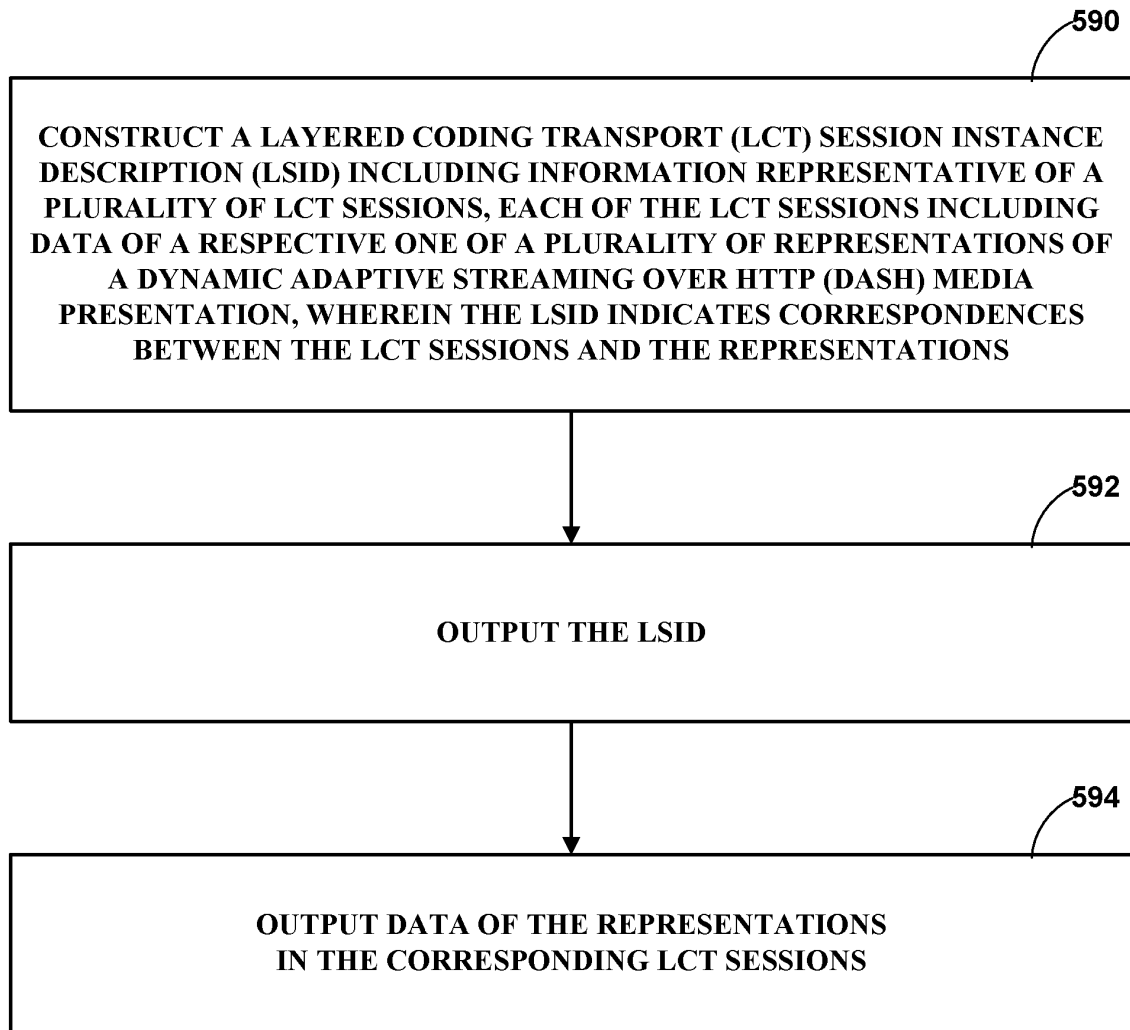 590
CONSTRUCT A LAYERED CODING TRANSPORT (LCT) SESSION INSTANCE
DESCRIPTION (LSID) INCLUDING INFORMATION REPRESENTATIVE OF A
PLURALITY OF LCT SESSIONS, EACH OF THE LCT SESSIONS INCLUDING
DATA OF A RESPECTIVE ONE OF A PLURALITY OF REPRESENTATIONS OF
A DYNAMIC ADAPTIVE STREAMING OVER HTTP (DASH) MEDIA
PRESENTATION, WHEREIN THE LSID INDICATES CORRESPONDENCES
BETWEEN THE LCT SESSIONS AND THE REPRESENTATIONS
592
OUTPUT THE LSID
594
OUTPUT DATA OF THE REPRESENTATIONS
IN THE CORRESPONDING LCT SESSIONS